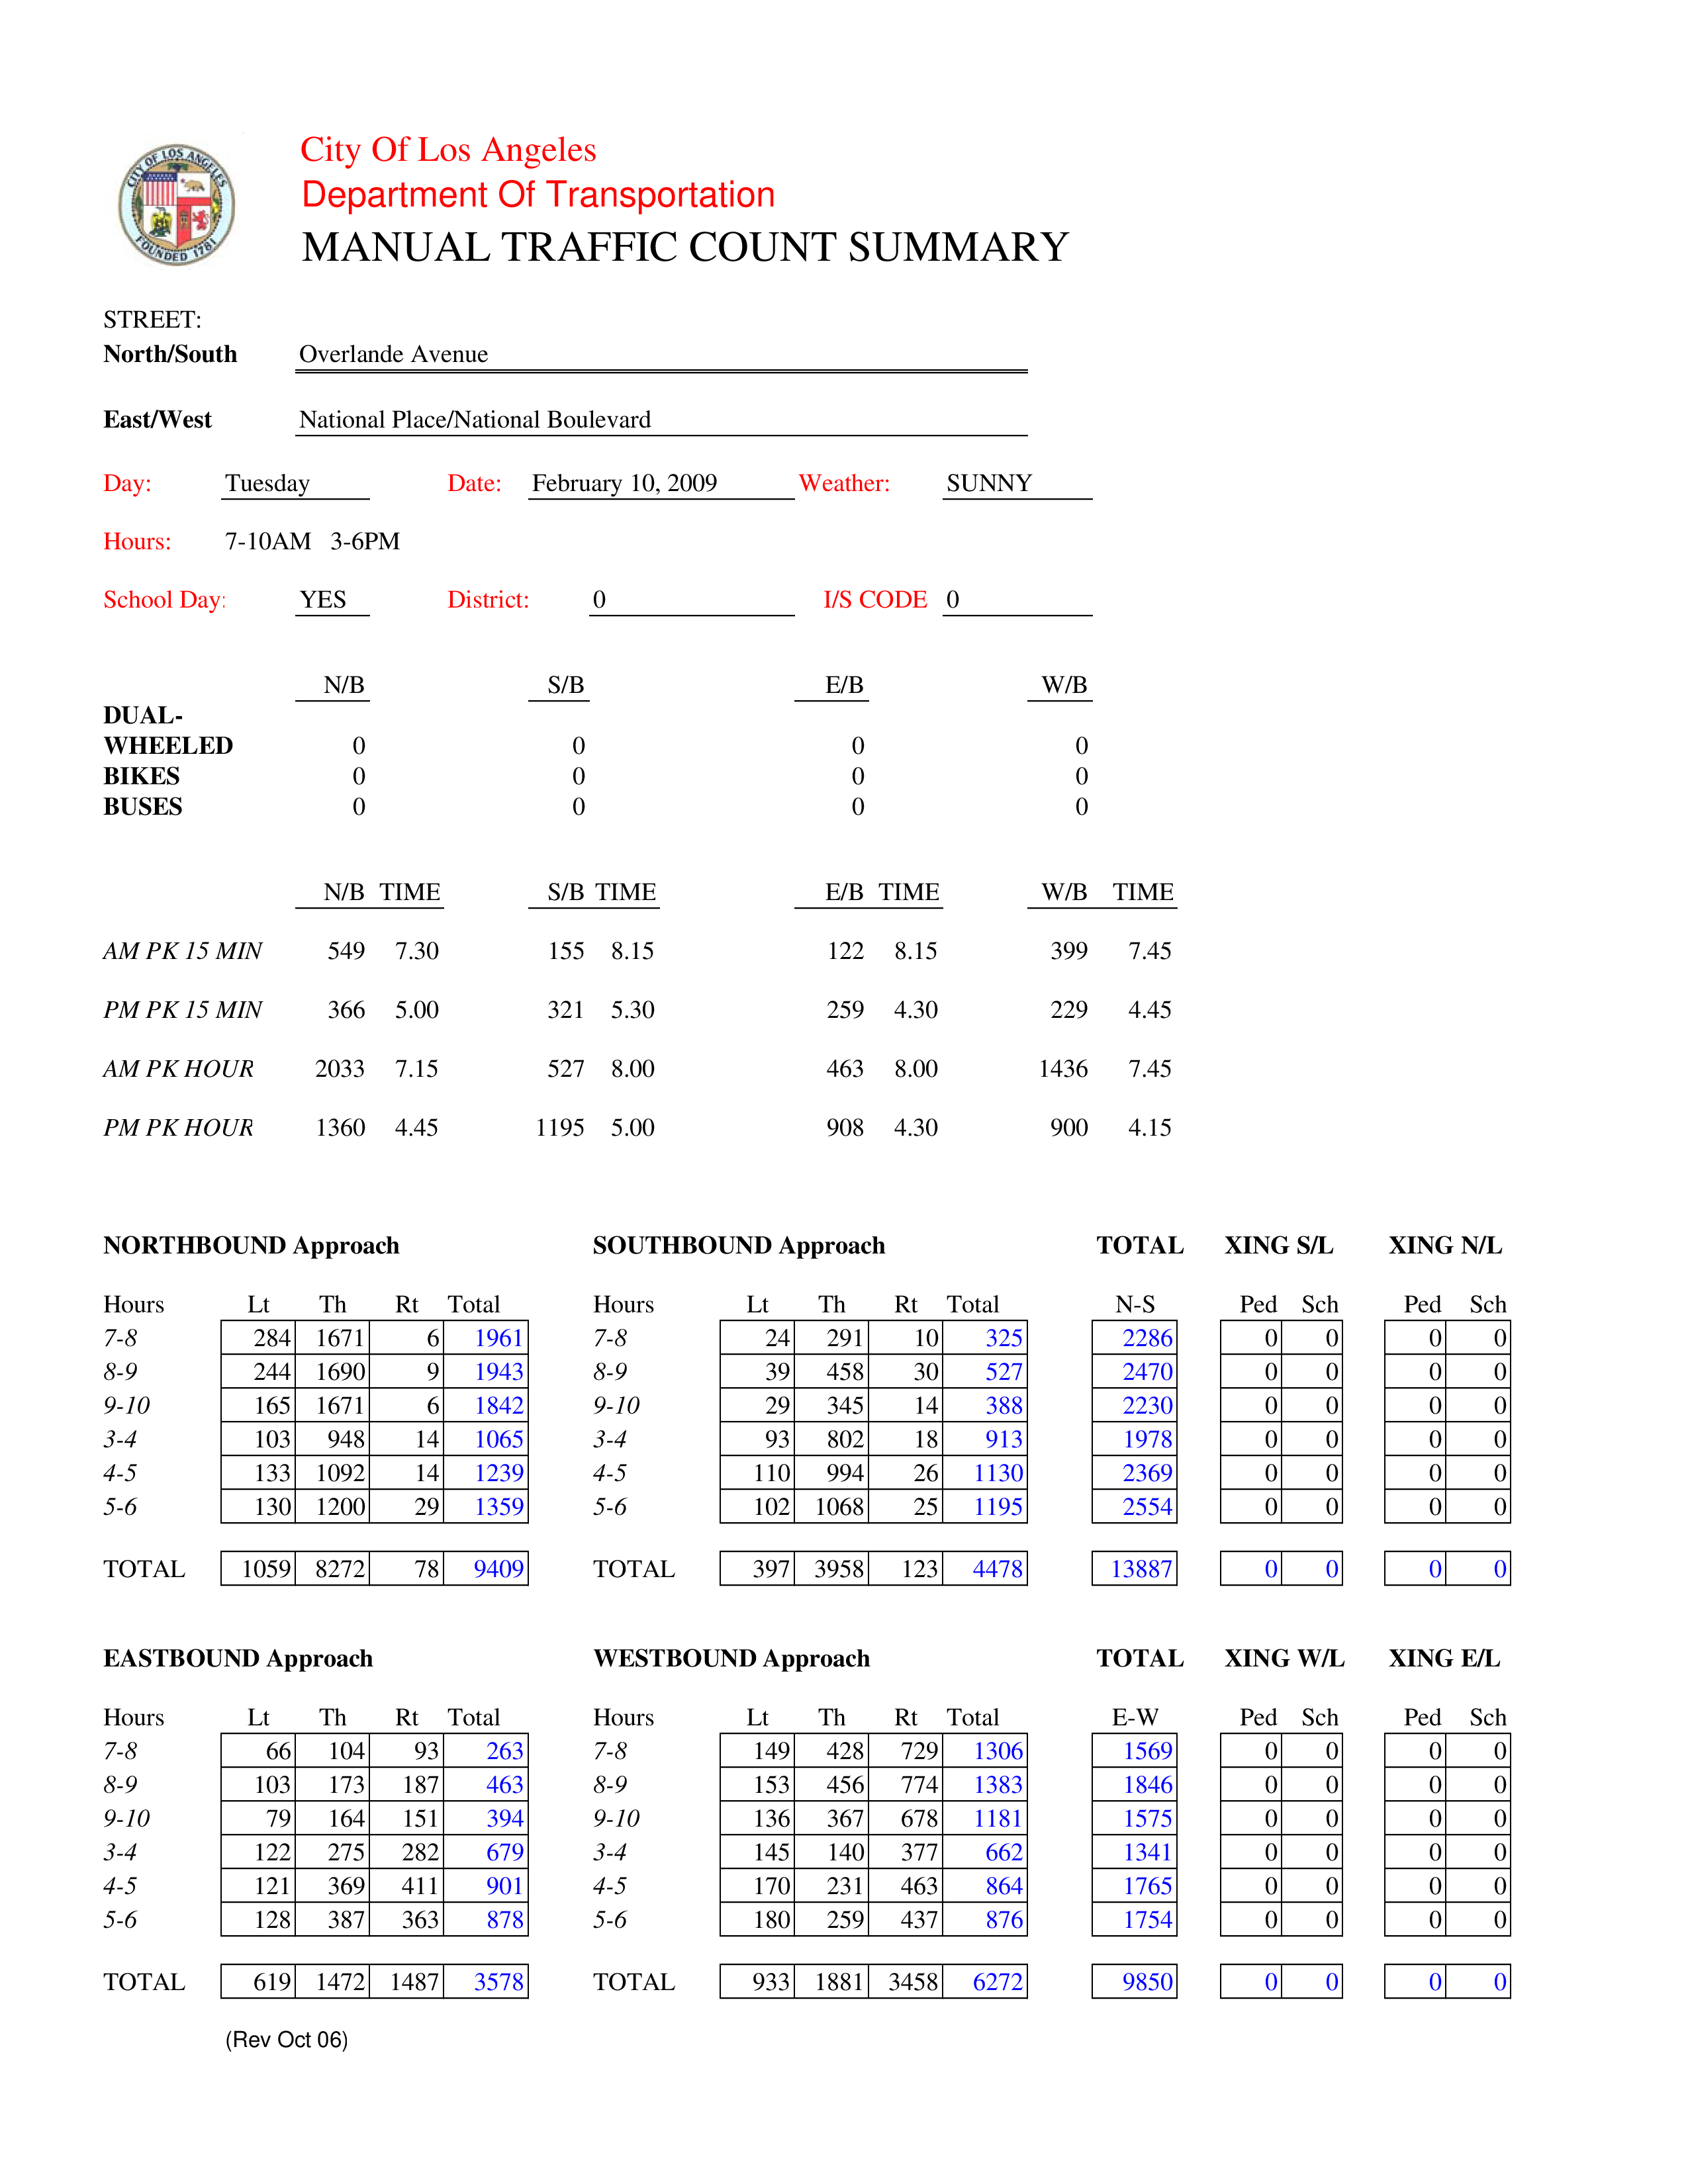 CITY OF LOS ANGELES
FOUNDED 1781
City Of Los Angeles
Department Of Transportation
MANUAL TRAFFIC COUNT SUMMARY
STREET:
North/South Overlande Avenue
East/West National Place/National Boulevard
Day: Tuesday Date: February 10, 2009 Weather: SUNNY
Hours: 7-10AM 3-6PM
School Day: YES District: 0 I/S CODE 0
N/B S/B E/B W/B
DUAL-
WHEELED 0 0 0 0
BIKES 0 0 0 0
BUSES 0 0 0 0
N/B TIME S/B TIME E/B TIME W/B TIME
AM PK 15 MIN 549 7.30 155 8.15 122 8.15 399 7.45
PM PK 15 MIN 366 5.00 321 5.30 259 4.30 229 4.45
AM PK HOUR 2033 7.15 527 8.00 463 8.00 1436 7.45
PM PK HOUR 1360 4.45 1195 5.00 908 4.30 900 4.15
NORTHBOUND Approach SOUTHBOUND Approach TOTAL XING S/L XING N/L
Hours Lt Th Rt Total Hours Lt Th Rt Total N-S Ped Sch Ped Sch
7-8 284 1671 6 1961 7-8 24 291 10 325 2286 0 0 0 0
8-9 244 1690 9 1943 8-9 39 458 30 527 2470 0 0 0 0
9-10 165 1671 6 1842 9-10 29 345 14 388 2230 0 0 0 0
3-4 103 948 14 1065 3-4 93 802 18 913 1978 0 0 0 0
4-5 133 1092 14 1239 4-5 110 994 26 1130 2369 0 0 0 0
5-6 130 1200 29 1359 5-6 102 1068 25 1195 2554 0 0 0 0
TOTAL 1059 8272 78 9409 TOTAL 397 3958 123 4478 13887 0 0 0 0
EASTBOUND Approach WESTBOUND Approach TOTAL XING W/L XING E/L
Hours Lt Th Rt Total Hours Lt Th Rt Total E-W Ped Sch Ped Sch
7-8 66 104 93 263 7-8 149 428 729 1306 1569 0 0 0 0
8-9 103 173 187 463 8-9 153 456 774 1383 1846 0 0 0 0
9-10 79 164 151 394 9-10 136 367 678 1181 1575 0 0 0 0
3-4 122 275 282 679 3-4 145 140 377 662 1341 0 0 0 0
4-5 121 369 411 901 4-5 170 231 463 864 1765 0 0 0 0
5-6 128 387 363 878 5-6 180 259 437 876 1754 0 0 0 0
TOTAL 619 1472 1487 3578 TOTAL 933 1881 3458 6272 9850 0 0 0 0
(Rev Oct 06)